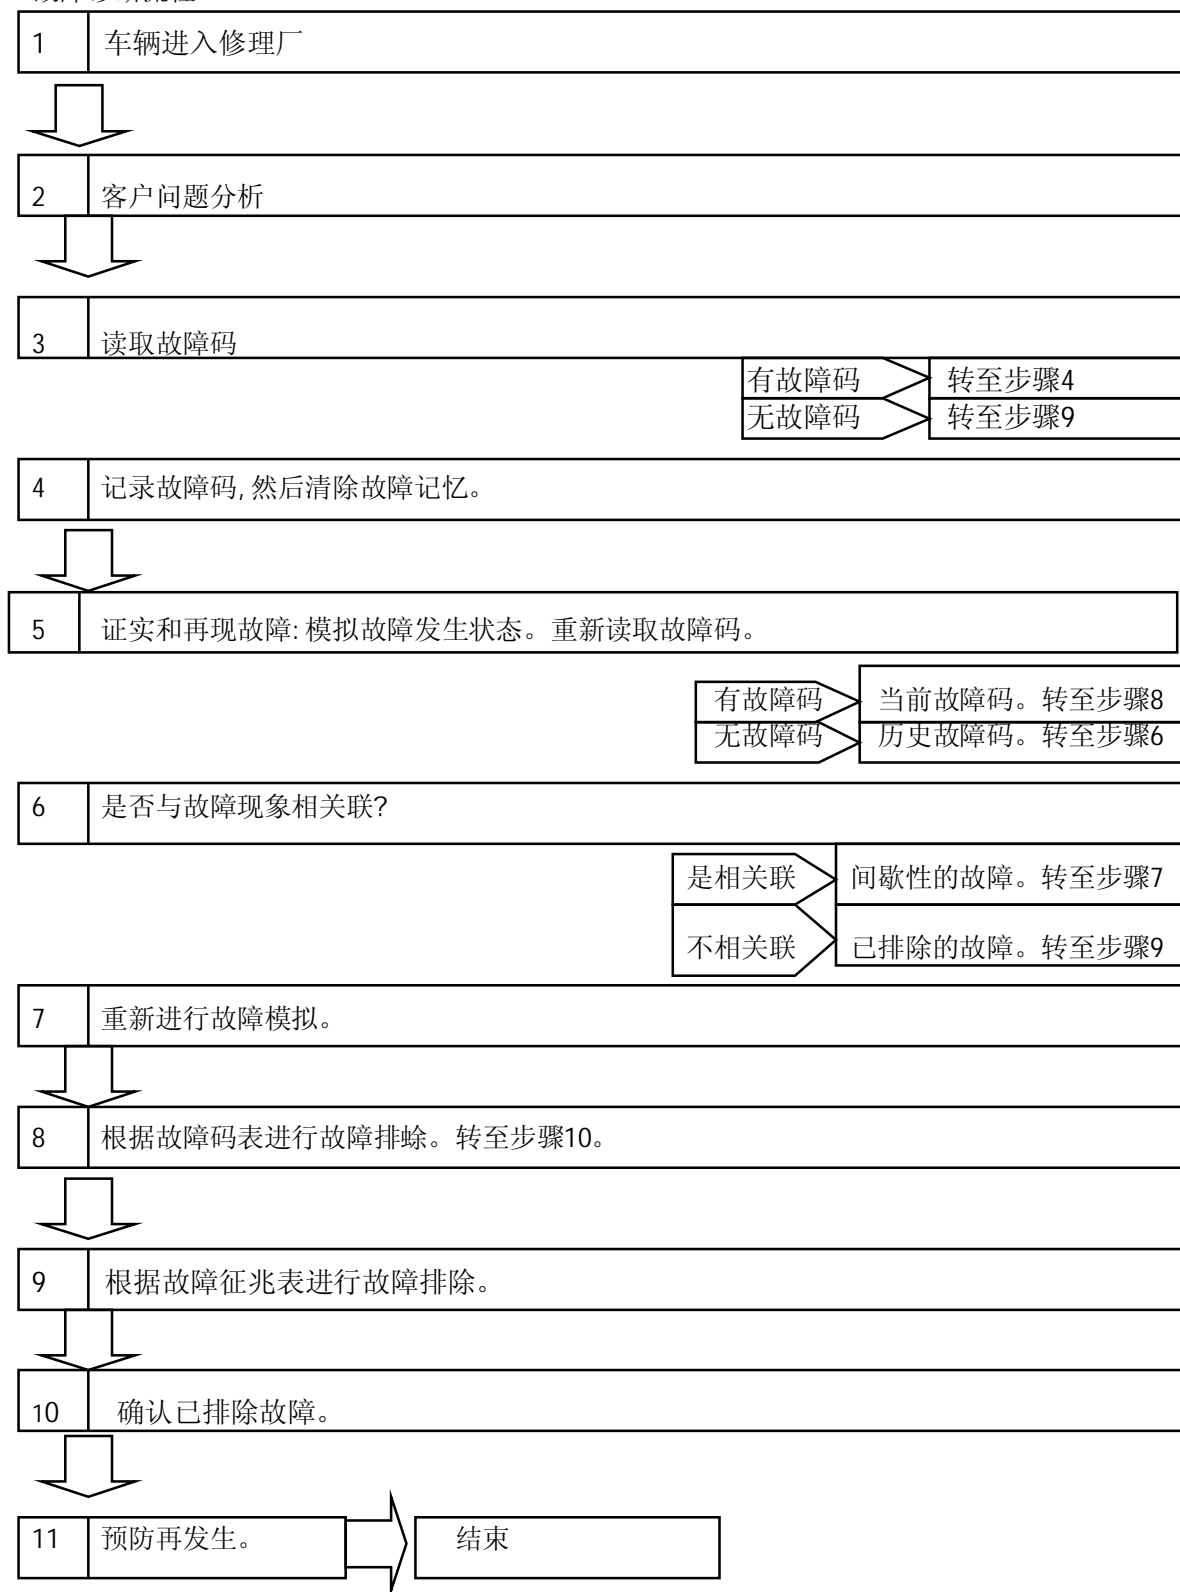 1 车辆进入修理厂
2 客户问题分析
3 读取故障码
有故障码 转至步骤4
无故障码 转至步骤9
4 记录故障码,然后清除故障记忆。
5 证实和再现故障:模拟故障发生状态。重新读取故障码。
有故障码 当前故障码。转至步骤8
无故障码 历史故障码。转至步骤6
6 是否与故障现象相关联?
是相关联 间歇性的故障。转至步骤7
不相关联 已排除的故障。转至步骤9
7 重新进行故障模拟。
8 根据故障码表进行故障排蜍。转至步骤10。
9 根据故障征兆表进行故障排除。
10 确认已排除故障。
11 预防再发生。 结束